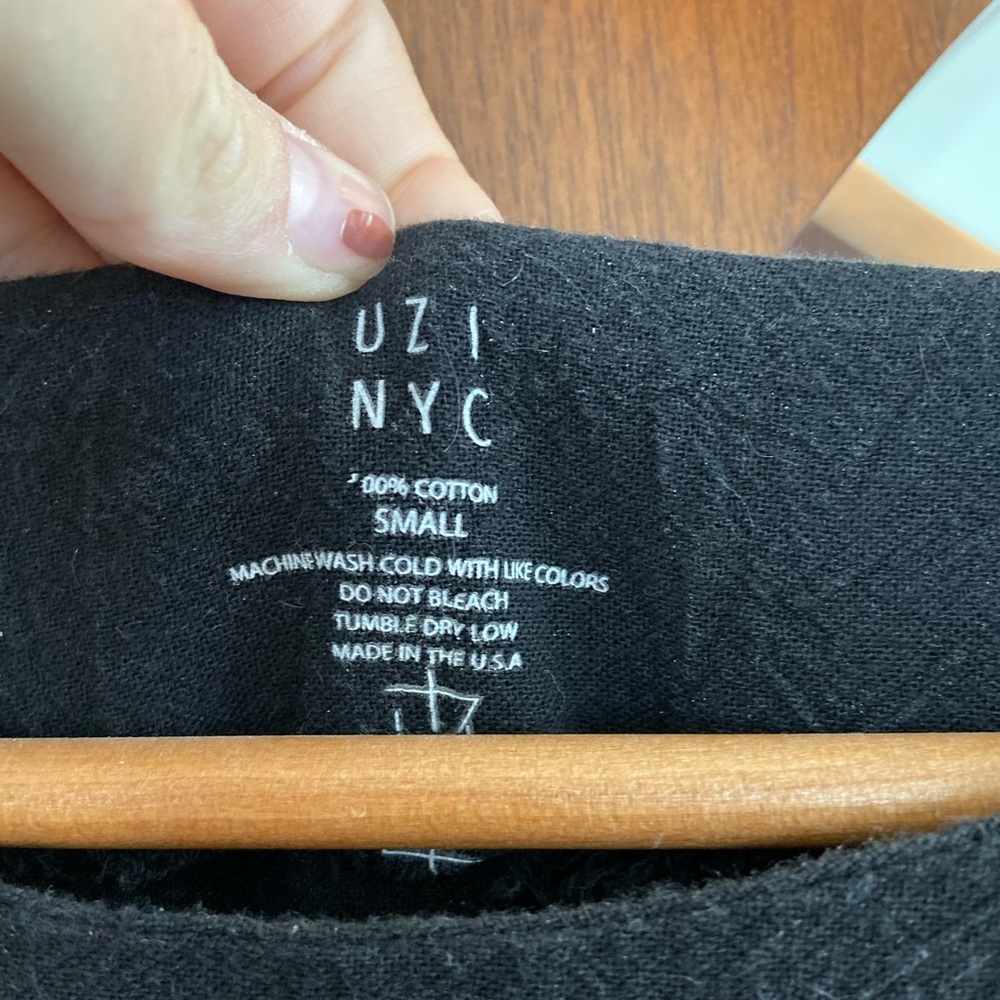 UZI
NYC
100% COTTON
SMALL
MACHINE WASH COLD WITH LIKE COLORS
DO NOT BLEACH
TUMBLE DRY LOW
MADE IN THE U.S.A